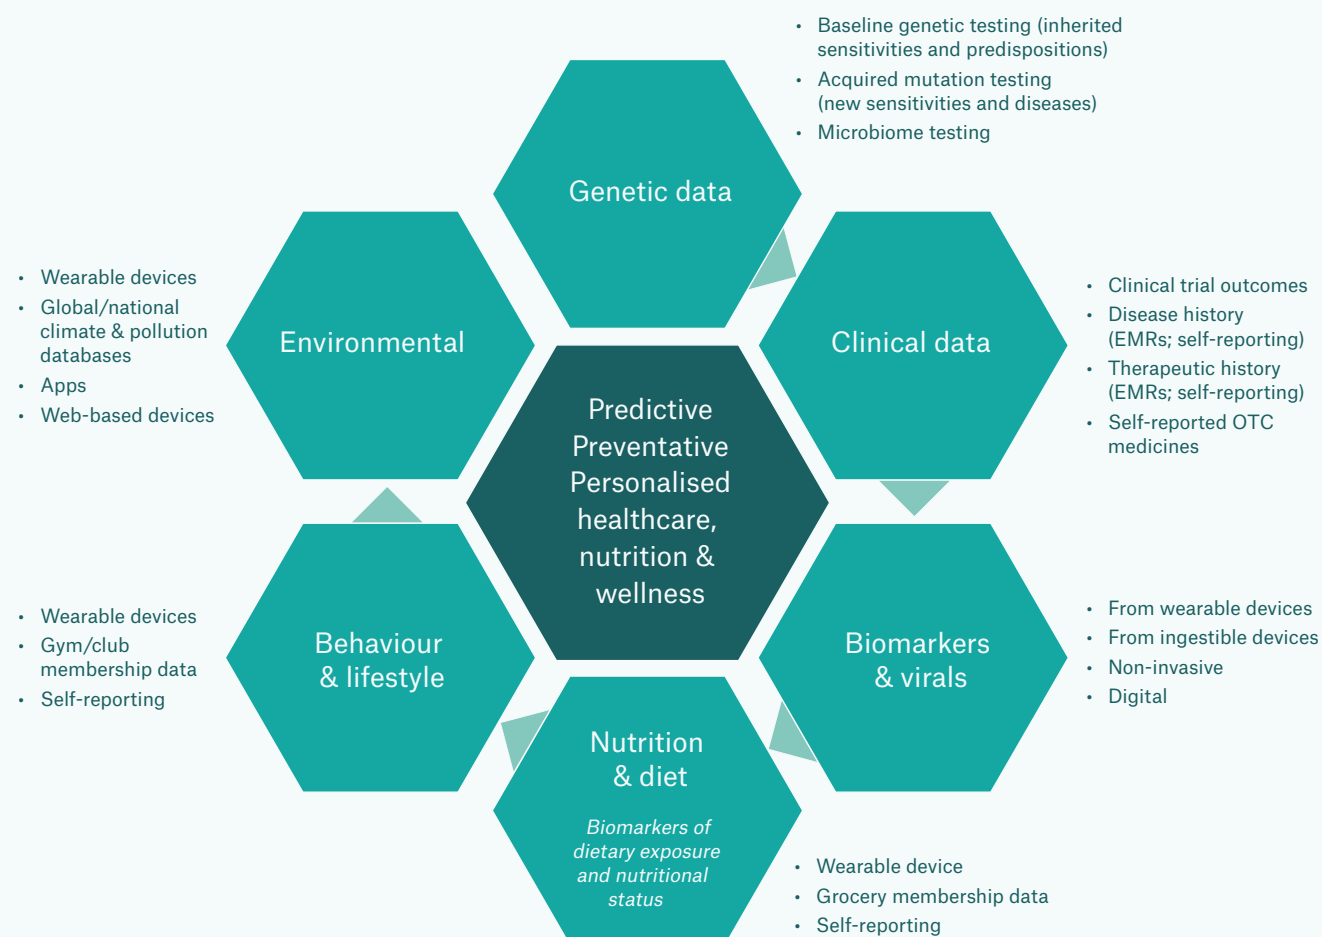 • Baseline genetic testing (inherited
sensitivities and predispositions)
• Acquired mutation testing
(new sensitivities and diseases)
• Microbiome testing
Genetic data
Environmental
• Wearable devices
• Global/national
climate & pollution
databases
• Apps
• Web-based devices
Clinical data
• Clinical trial outcomes
• Disease history
(EMRs; self-reporting)
• Therapeutic history
(EMRs; self-reporting)
• Self-reported OTC
medicines
Predictive
Preventative
Personalised
healthcare,
nutrition &
wellness
• Wearable devices
• Gym/club
membership data
• Self-reporting
Behaviour
& lifestyle
Biomarkers
& virals
• From wearable devices
• From ingestible devices
• Non-invasive
• Digital
Nutrition
& diet
Biomarkers of
dietary exposure
and nutritional
status
• Wearable device
• Grocery membership data
• Self-reporting